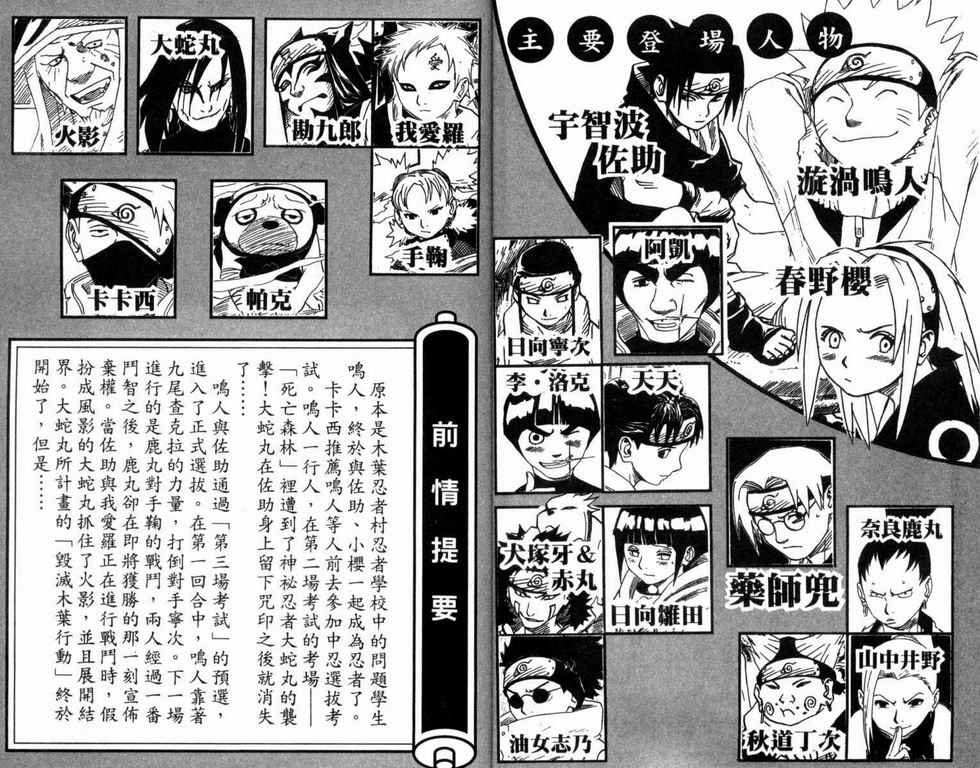 主要登場人物
漩渦鳴人
宇智波
佐助
春野櫻
阿凱
日向寧次
李・洛克
天天
犬塚牙&
赤丸
日向雛田
油女志乃
藥師兜
奈良鹿丸
山中井野
秋道丁次
我愛羅
勘九郎
大蛇丸
火影
手鞠
帕克
卡卡西
前情提要
原本是木葉忍者村忍者學校中的問題學生
鳴人，終於與佐助、小櫻一起成為忍者了。
卡卡西推薦鳴人等人前去參加中忍選拔考
試。鳴人一行人，在第二場考試的考場——
「死亡森林」裡遭到了神祕忍者大蛇丸的襲
擊！大蛇丸在佐助身上留下咒印之後就消失
了……
鳴人與佐助通過「第三場考試」的預選，
進入了正式選拔。在第一回合中，鳴人靠著
九尾查克拉的力量，打倒對手寧次。下一場
進行的是鹿丸對手鞠的戰鬥，兩人經過一番
鬥智之後，鹿丸卻在即將獲勝的那一刻宣佈
棄權。當佐助與我愛羅正在進行戰鬥時，假
扮成風影的大蛇丸抓住了火影，並且展開結
界。大蛇丸所計畫的「毀滅木葉行動」終於
開始了，但是……